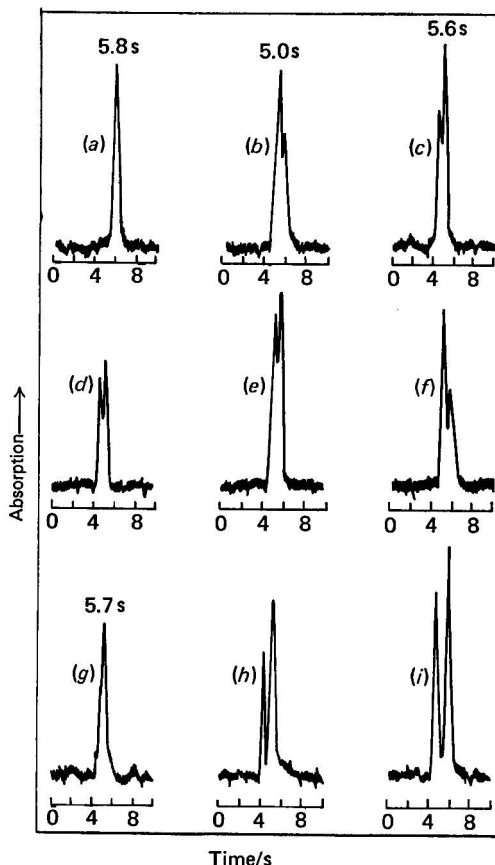 5.8 s
5.0 s
5.6 s
(a)
(b)
(c)
0 4 8
0 4 8
0 4 8
(d)
(e)
(f)
0 4 8
0 4 8
0 4 8
Absorption
5.7 s
(g)
(h)
(i)
0 4 8
0 4 8
0 4 8
Time/s